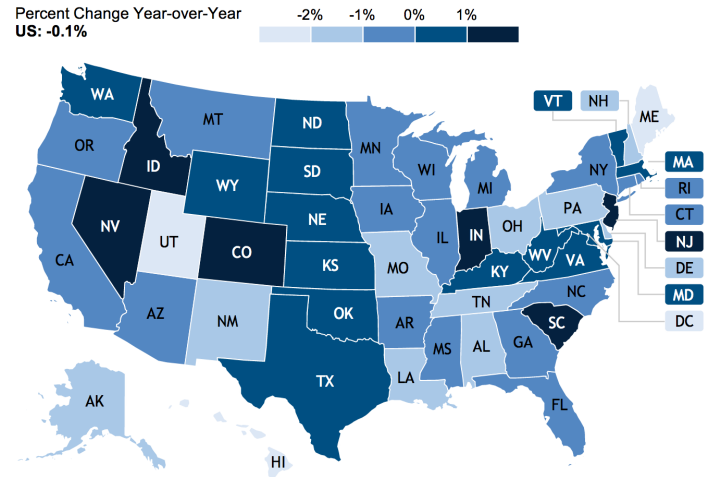 Percent Change Year-over-Year
US: -0.1%
-2% -1% 0% 1%
WA
VT NH
ME
MT
ND
OR
MN
ID
WI
NY
MA
SD
WY
MI
RI
CT
NE
IA
PA
NV
OH
NJ
UT
IL
IN
CO
WV
CA
KS
MO
KY
VA
DE
MD
NC
TN
AZ
OK
NM
AR
SC
DC
MS
AL
GA
TX
LA
AK
FL
HI